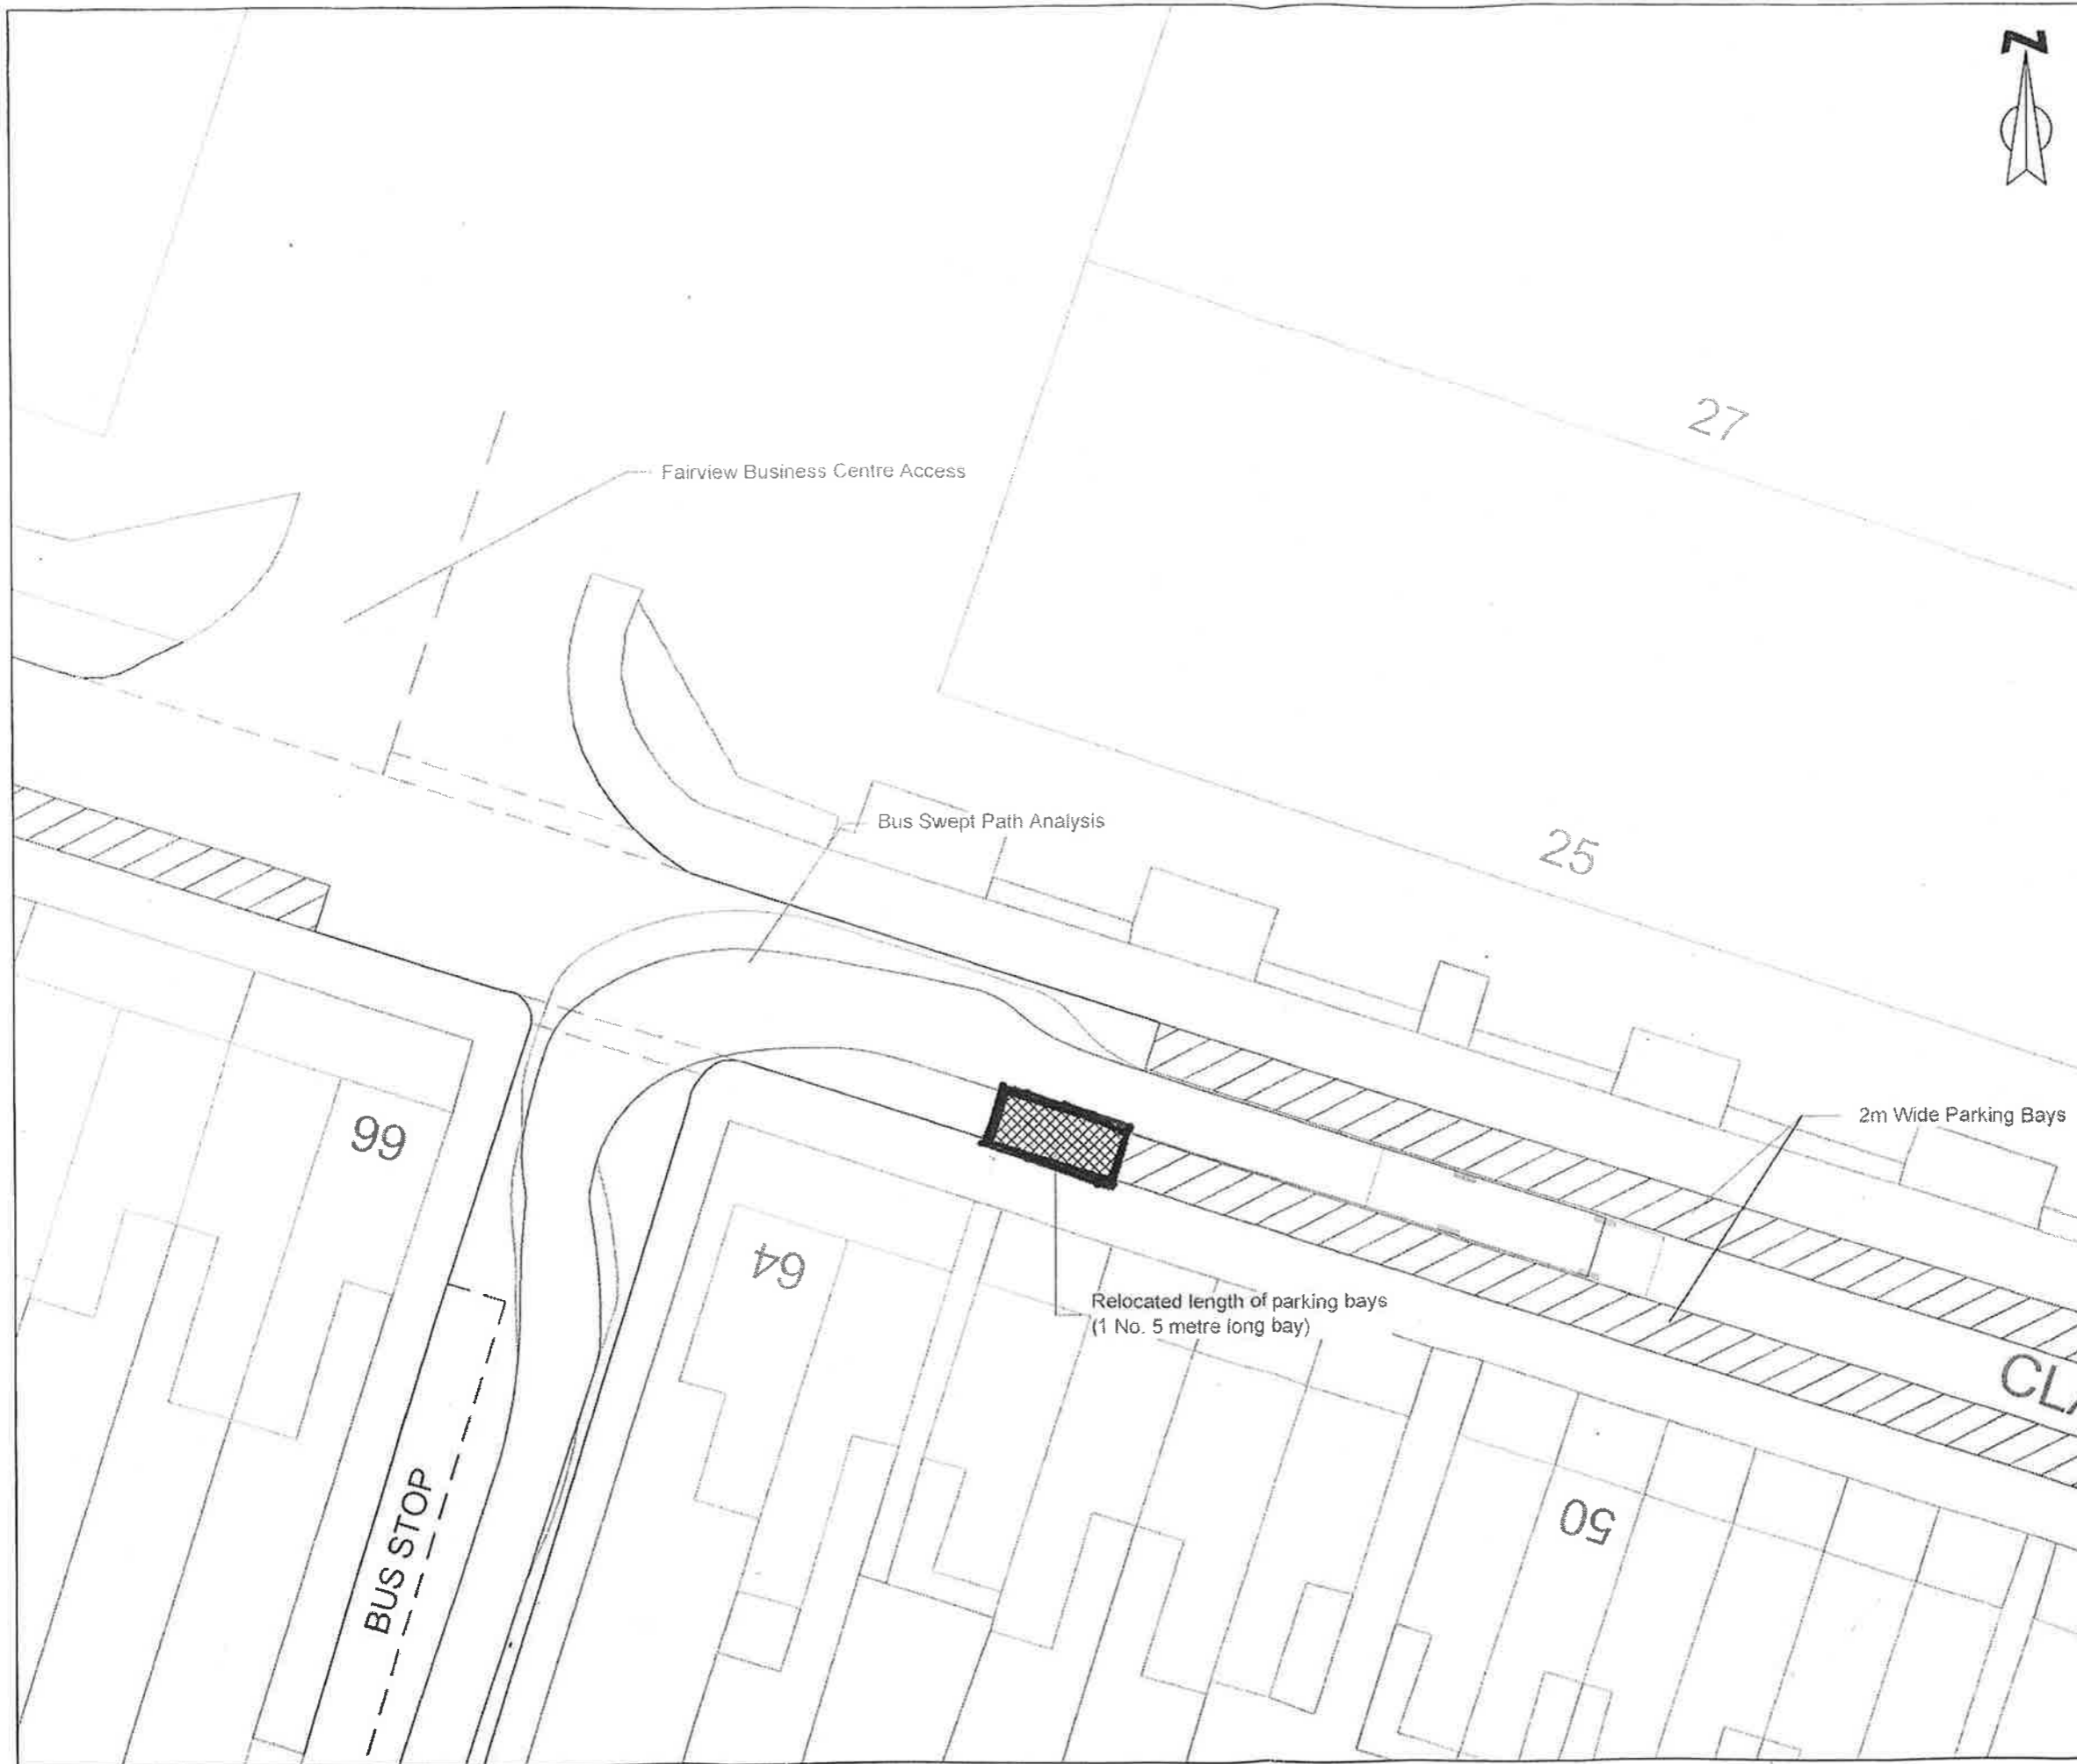 N
27
Fairview Business Centre Access
Bus Swept Path Analysis
25
2m Wide Parking Bays
66
64
Relocated length of parking bays
(1 No. 5 metre long bay)
CL
50
BUS STOP